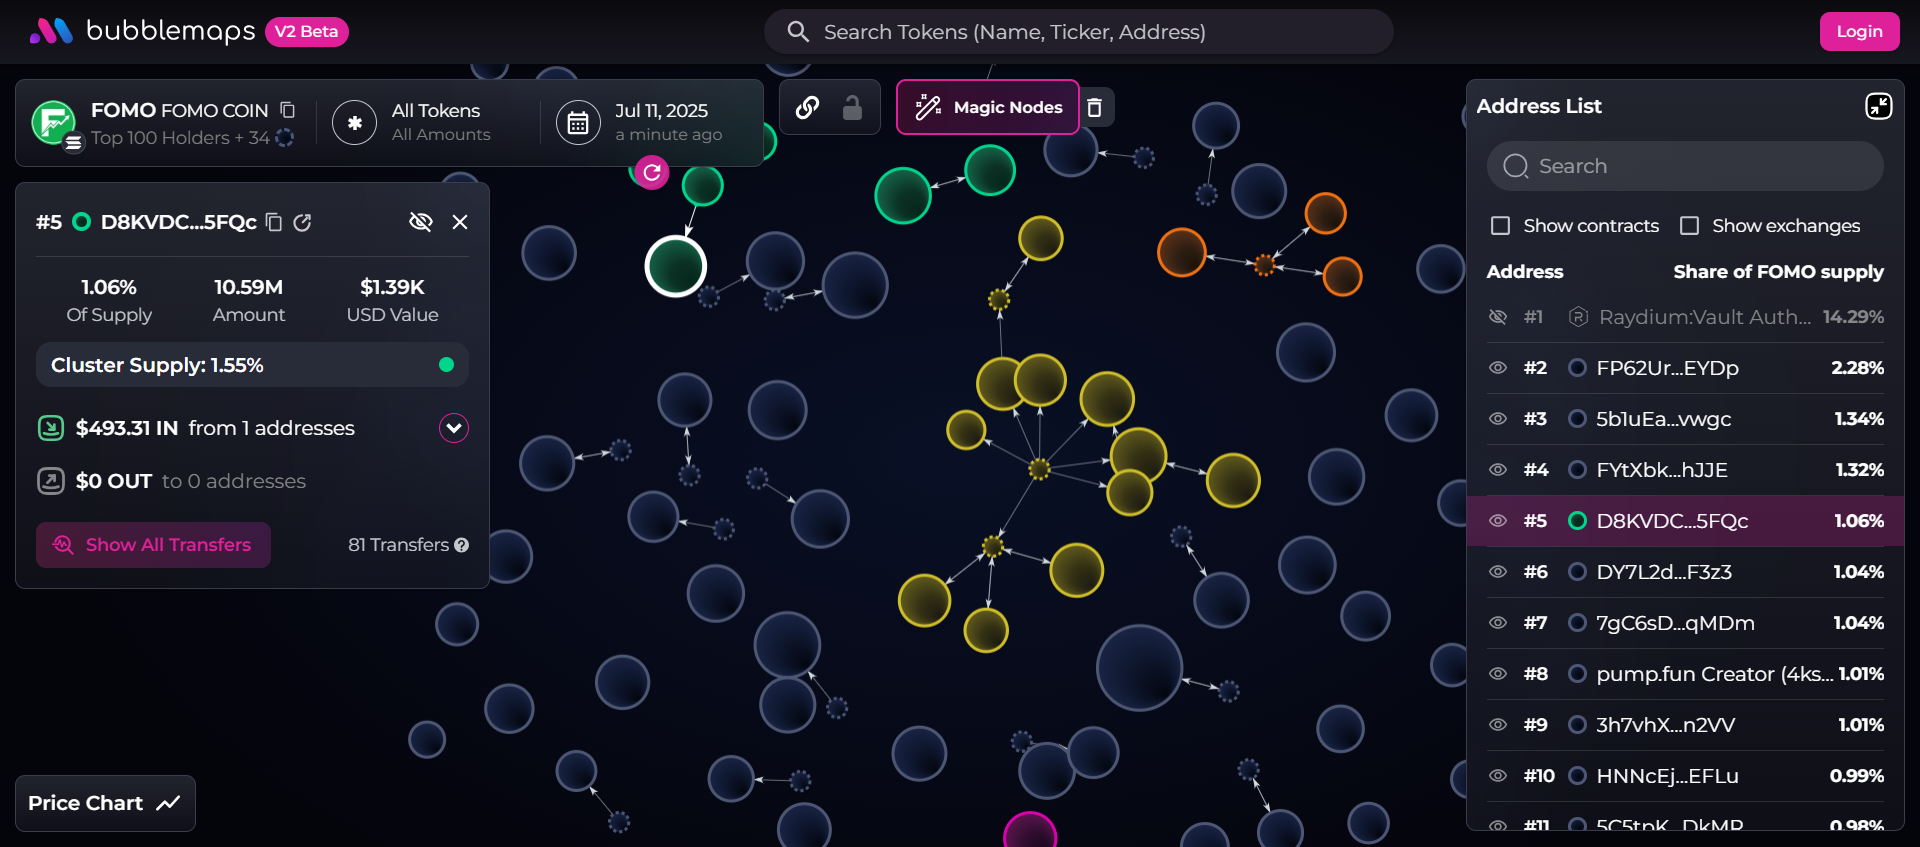 bubblemaps V2 Beta
Search Tokens (Name, Ticker, Address)
Login
FOMO FOMO COIN
Top 100 Holders + 34
All Tokens
All Amounts
Jul 11, 2025
a minute ago
Magic Nodes
#5 D8KVDC...5FQc
1.06% 10.59M $1.39K
Of Supply Amount USD Value
Cluster Supply: 1.55%
$493.31 IN from 1 addresses
$0 OUT to 0 addresses
Show All Transfers 81 Transfers ?
Price Chart
Address List
Search
Show contracts Show exchanges
Address Share of FOMO supply
#1 Raydium:Vault Auth... 14.29%
#2 FP62Ur...EYDp 2.28%
#3 5b1uEa...vwgc 1.34%
#4 FYtXbk...hJJE 1.32%
#5 D8KVDC...5FQc 1.06%
#6 DY7L2d...F3z3 1.04%
#7 7gC6sD...qMDm 1.04%
#8 pump.fun Creator (4ks... 1.01%
#9 3h7vhX...n2VV 1.01%
#10 HNNcEj...EFLu 0.99%
#11 5C5tpK...DkMP 0.98%